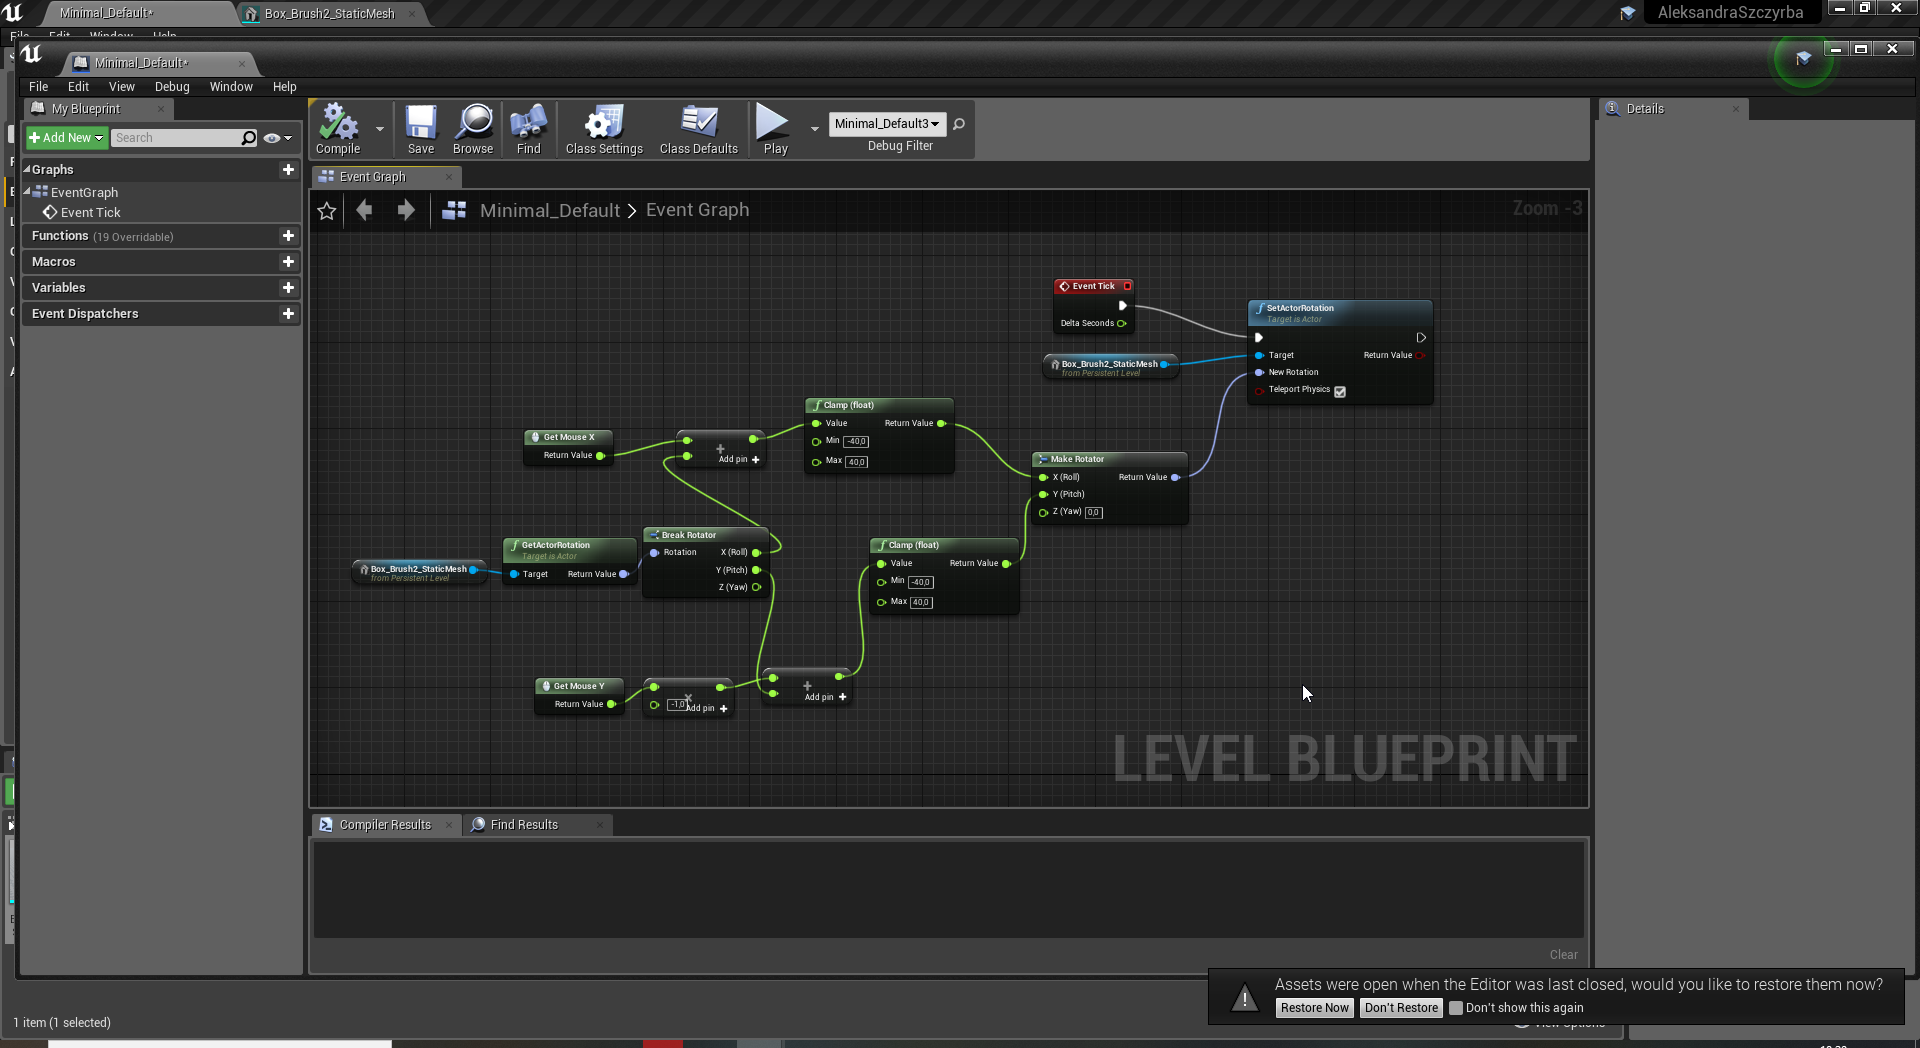 Minimal_Default*
Box_Brush2_StaticMesh
AleksandraSzczyrba
File Edit Window Help
Minimal_Default*
File Edit View Debug Window Help
My Blueprint
Add New
Search
Graphs
EventGraph
Event Tick
Functions (19 Overridable)
Macros
Variables
Event Dispatchers
Compile
Save
Browse
Find
Class Settings
Class Defaults
Play
Minimal_Default3
Debug Filter
Details
Event Graph
Minimal_Default > Event Graph
Zoom -3
Event Tick
Delta Seconds
SetActorRotation
Target is Actor
Target
Return Value
New Rotation
Teleport Physics
Box_Brush2_StaticMesh
from Persistent Level
Clamp (float)
Value
Return Value
Min -40,0
Max 40,0
Get Mouse X
Return Value
Add pin +
Make Rotator
X (Roll)
Return Value
Y (Pitch)
Z (Yaw) 0,0
Break Rotator
Rotation
X (Roll)
Y (Pitch)
Z (Yaw)
GetActorRotation
Target is Actor
Target
Return Value
Box_Brush2_StaticMesh
from Persistent Level
Clamp (float)
Value
Return Value
Min -40,0
Max 40,0
Get Mouse Y
Return Value
-1,0
Add pin +
Add pin +
LEVEL BLUEPRINT
Compiler Results
Find Results
Clear
Assets were open when the Editor was last closed, would you like to restore them now?
Restore Now
Don't Restore
Don't show this again
1 item (1 selected)
View Options